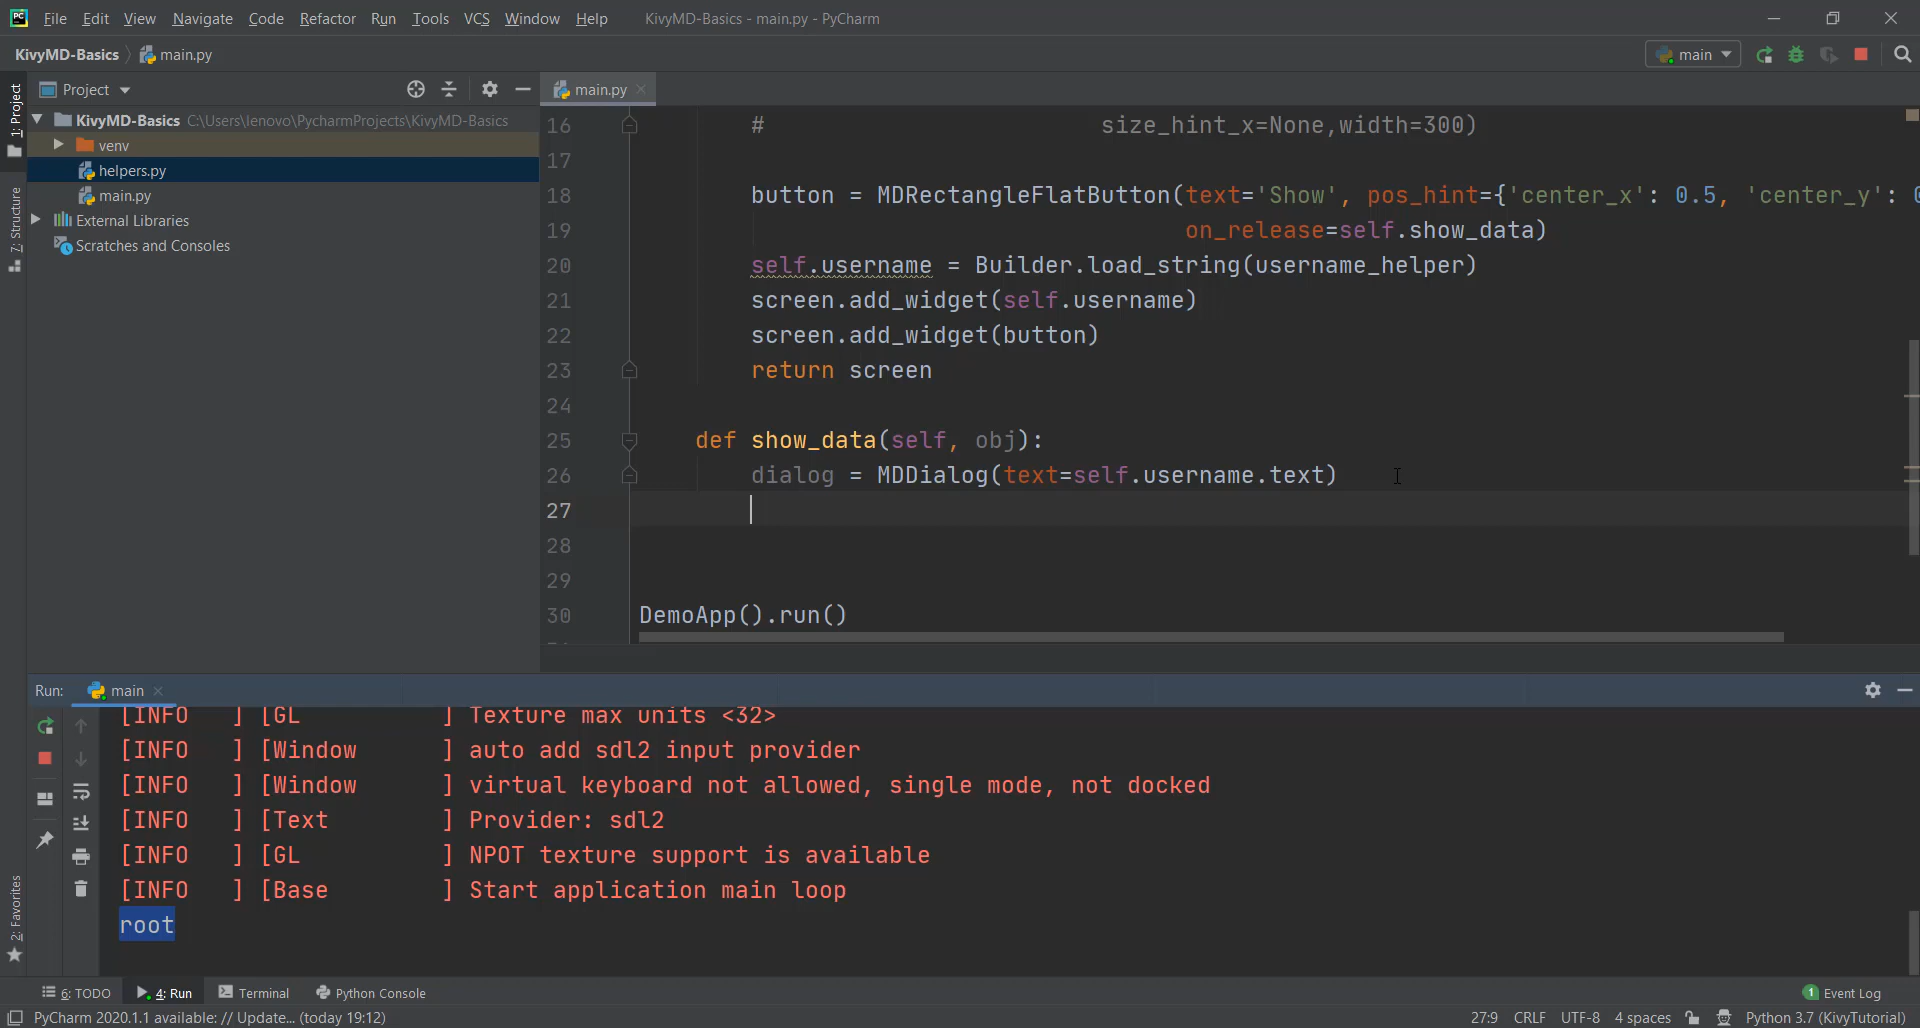 File Edit View Navigate Code Refactor Run Tools VCS Window Help KivyMD-Basics - main.py - PyCharm
KivyMD-Basics main.py main
Project
main.py
KivyMD-Basics C:\Users\lenovo\PycharmProjects\KivyMD-Basics
venv
helpers.py
main.py
External Libraries
Scratches and Consoles
1: Project
7: Structure
2: Favorites
16 # size_hint_x=None,width=300)
17
18 button = MDRectangleFlatButton(text='Show', pos_hint={'center_x': 0.5, 'center_y':
19 on_release=self.show_data)
20 self.username = Builder.load_string(username_helper)
21 screen.add_widget(self.username)
22 screen.add_widget(button)
23 return screen
24
25 def show_data(self, obj):
26 dialog = MDDialog(text=self.username.text)
27
28
29
30 DemoApp().run()
Run: main
[INFO ] [GL ] Texture max units <32>
[INFO ] [Window ] auto add sdl2 input provider
[INFO ] [Window ] virtual keyboard not allowed, single mode, not docked
[INFO ] [Text ] Provider: sdl2
[INFO ] [GL ] NPOT texture support is available
[INFO ] [Base ] Start application main loop
root
6: TODO 4: Run Terminal Python Console 1 Event Log
PyCharm 2020.1.1 available: // Update... (today 19:12) 27:9 CRLF UTF-8 4 spaces Python 3.7 (KivyTutorial)